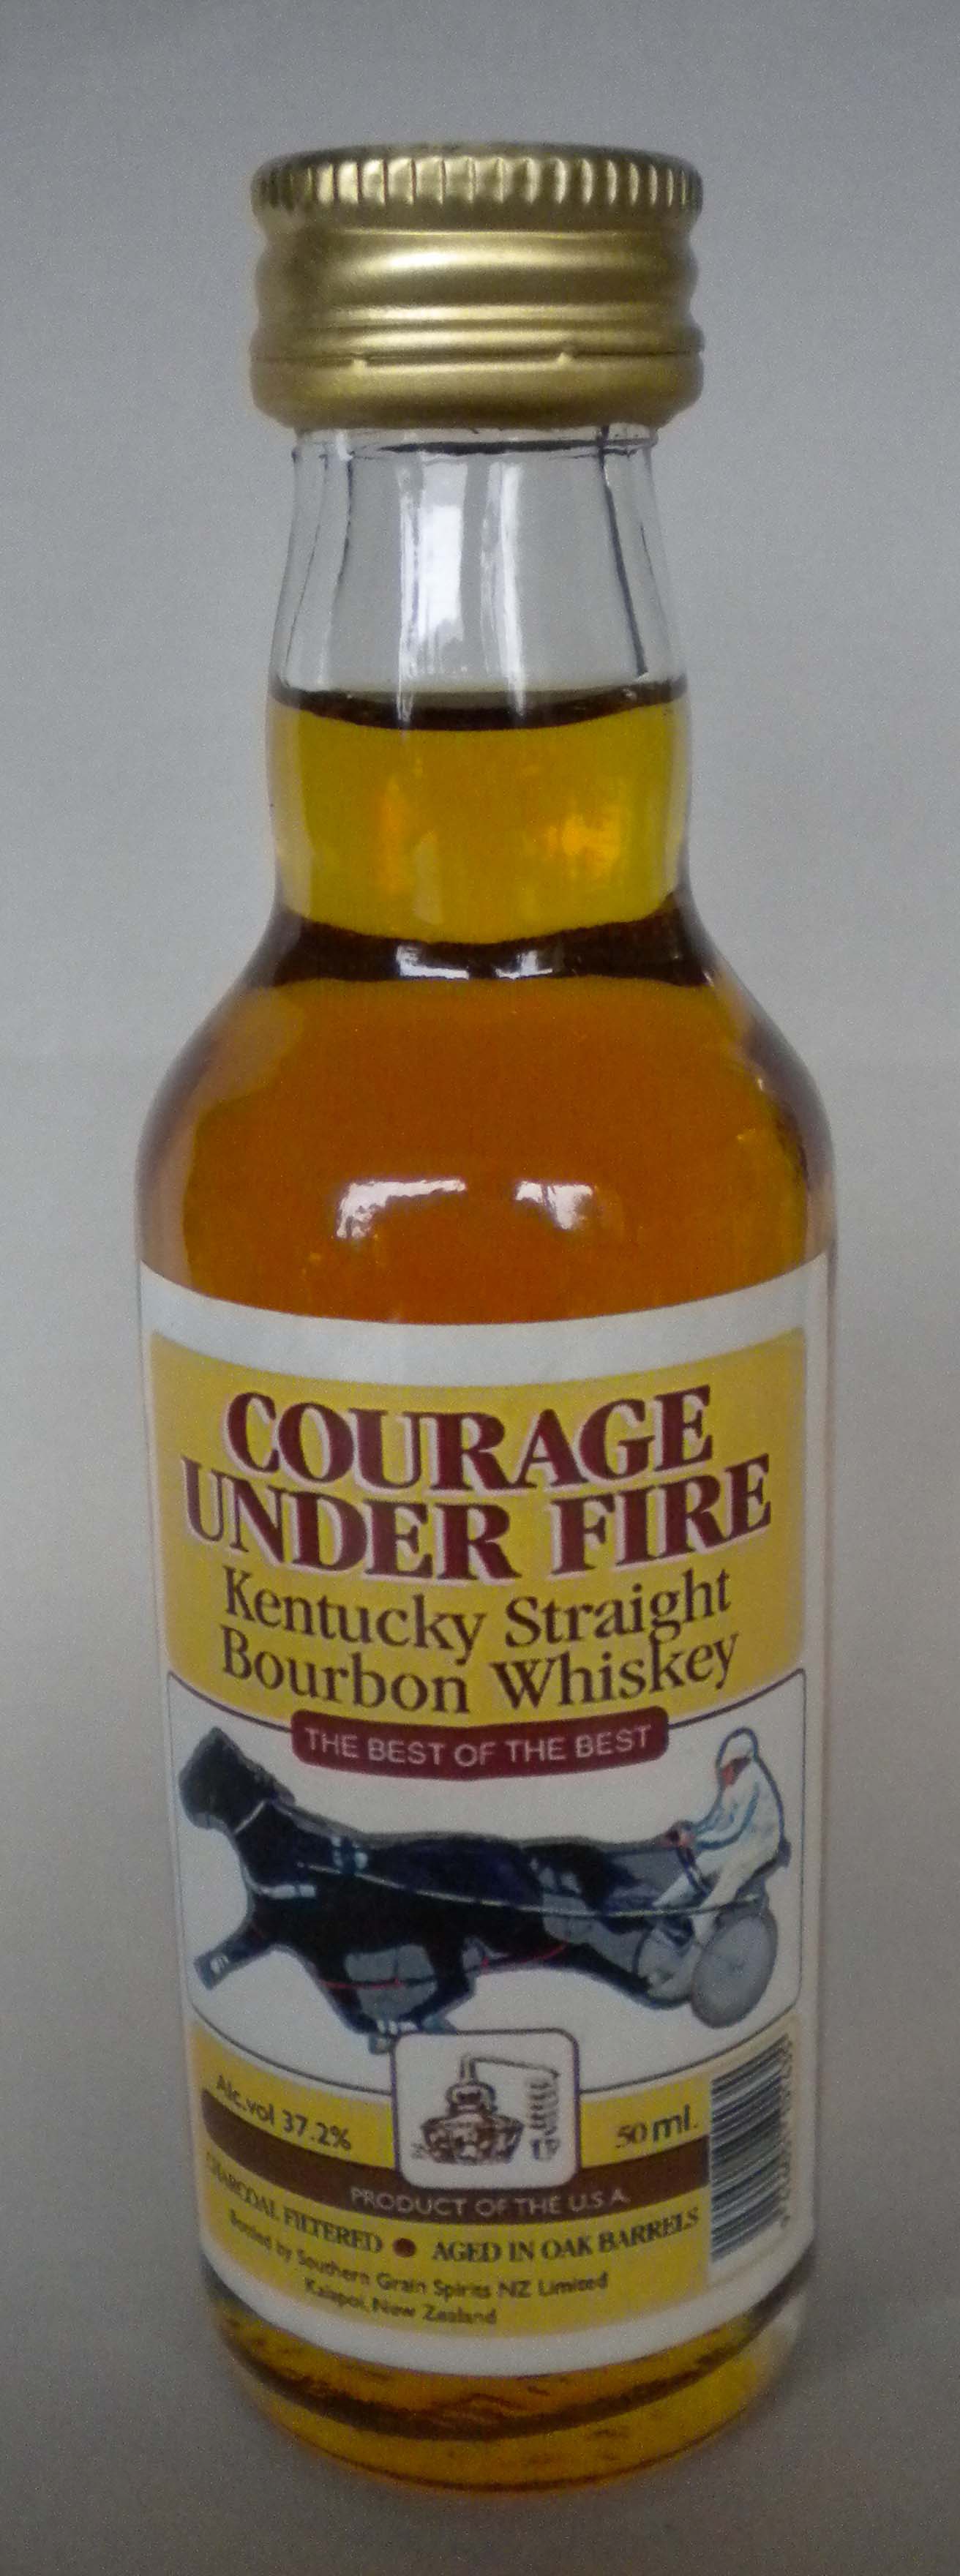 COURAGE
UNDER FIRE
Kentucky Straight
Bourbon Whiskey
THE BEST OF THE BEST
Alc.vol 37.2%
50 ml.
PRODUCT OF THE U.S.A.
CHARCOAL FILTERED ● AGED IN OAK BARRELS
Bottled by Southern Grain Spirits NZ Limited
Kaiapoi, New Zealand